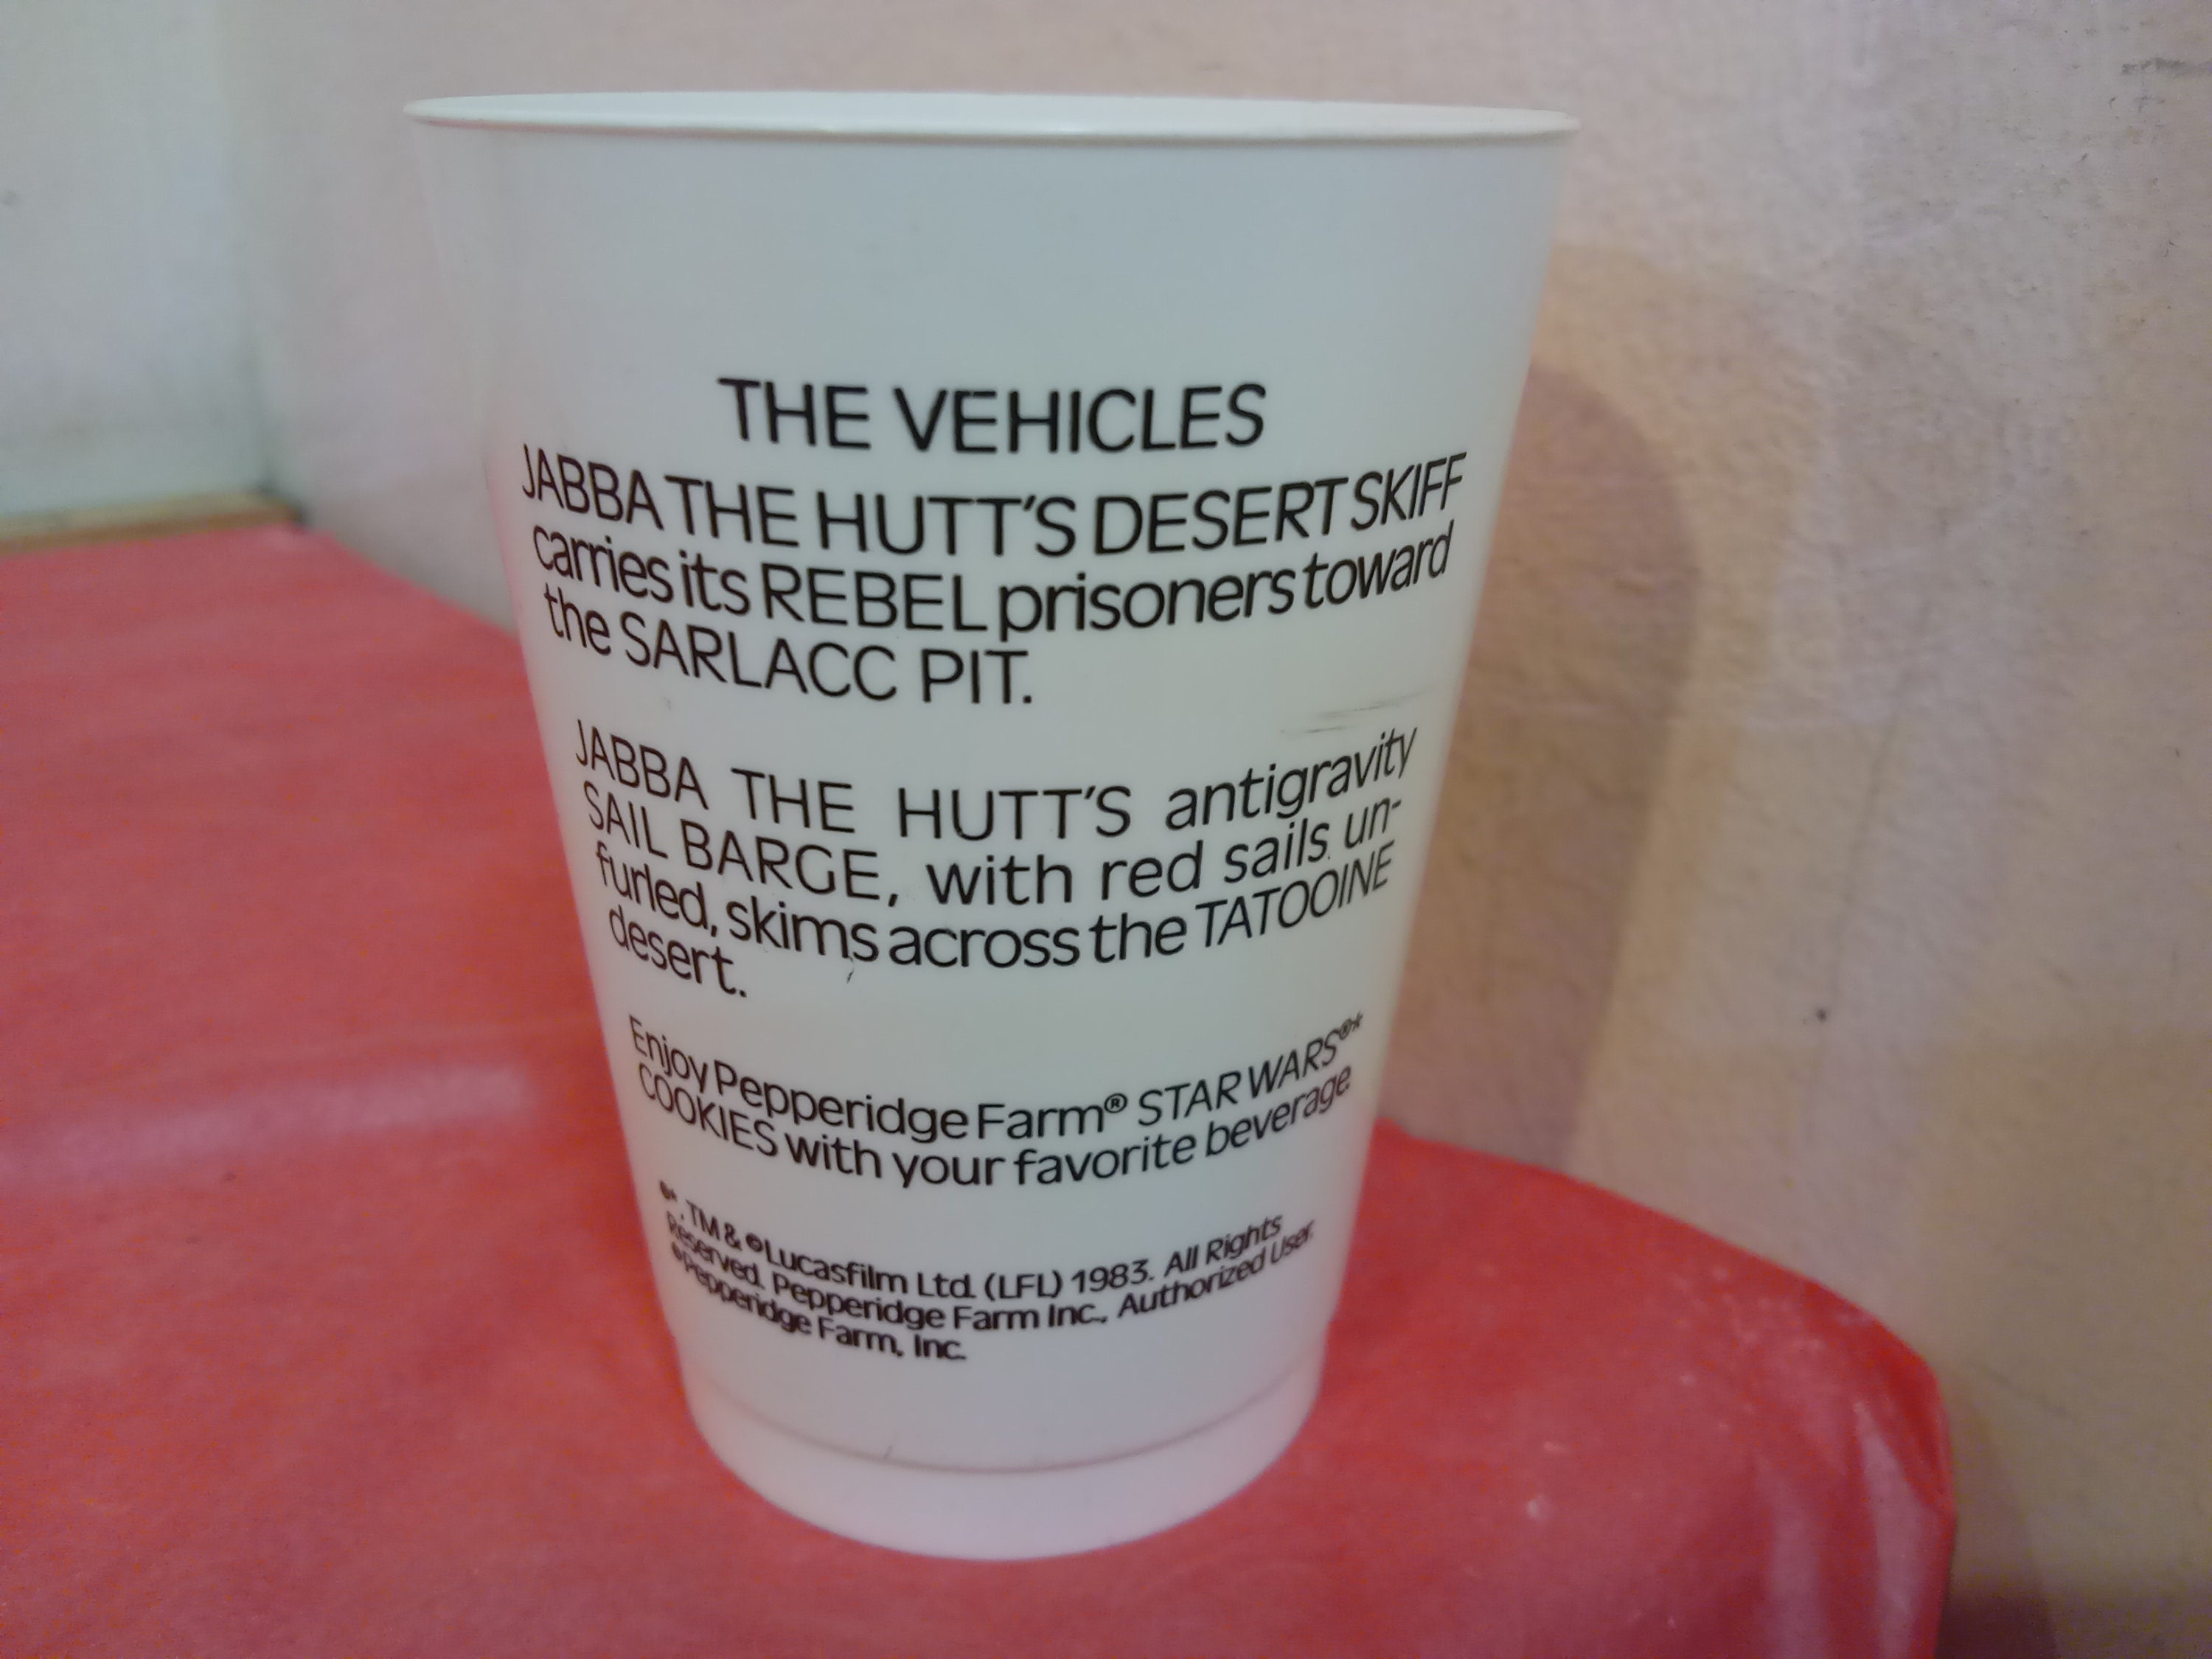 THE VEHICLES
JABBA THE HUTT'S DESERT SKIFF
carries its REBEL prisoners toward
the SARLACC PIT.
JABBA THE HUTT'S antigravity
SAIL BARGE, with red sails un-
furled, skims across the TATOOINE
desert.
Enjoy Pepperidge Farm® STAR WARS®*
COOKIES with your favorite beverage.
®*, TM & ©Lucasfilm Ltd. (LFL) 1983. All Rights
Reserved. Pepperidge Farm Inc., Authorized User.
©Pepperidge Farm, Inc.